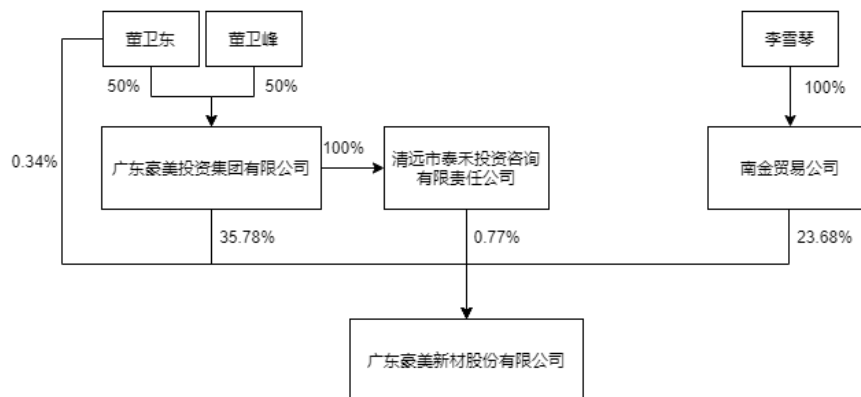 董卫东
董卫峰
李雪琴
50%
50%
100%
0.34%
广东豪美投资集团有限公司
100%
清远市泰禾投资咨询
有限责任公司
南金贸易公司
35.78%
0.77%
23.68%
广东豪美新材股份有限公司